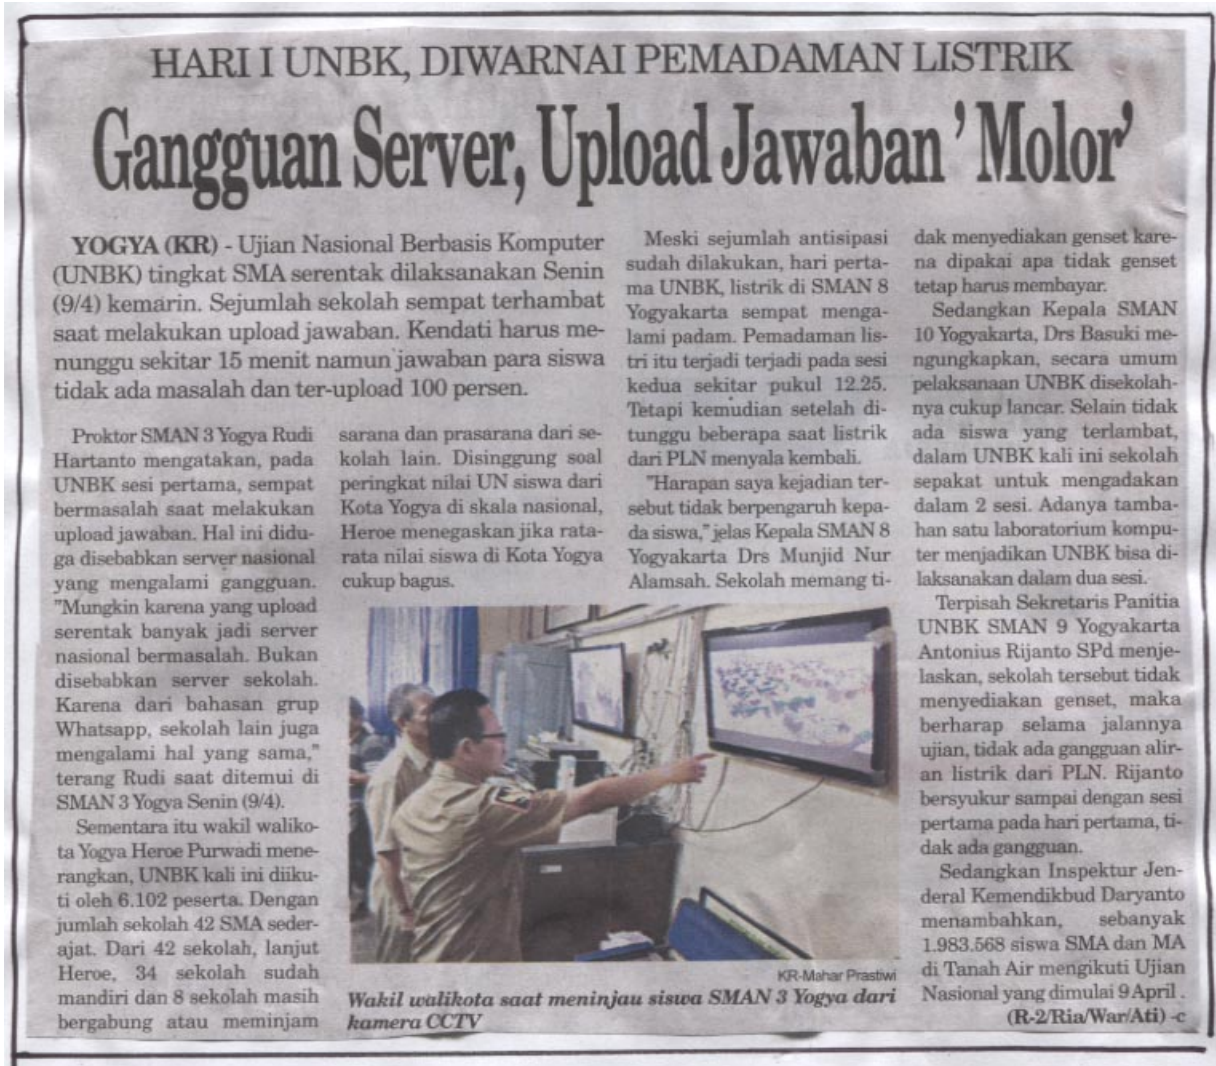 HARI I UNBK, DIWARNAI PEMADAMAN LISTRIK
Gangguan Server, Upload Jawaban 'Molor'
YOGYA (KR) - Ujian Nasional Berbasis Komputer
(UNBK) tingkat SMA serentak dilaksanakan Senin
(9/4) kemarin. Sejumlah sekolah sempat terhambat
saat melakukan upload jawaban. Kendati harus me-
nunggu sekitar 15 menit namun jawaban para siswa
tidak ada masalah dan ter-upload 100 persen.
Proktor SMAN 3 Yogya Rudi
Hartanto mengatakan, pada
UNBK sesi pertama, sempat
bermasalah saat melakukan
upload jawaban. Hal ini didu-
ga disebabkan server nasional
yang mengalami gangguan.
"Mungkin karena yang upload
serentak banyak jadi server
nasional bermasalah. Bukan
disebabkan server sekolah.
Karena dari bahasan grup
Whatsapp, sekolah lain juga
mengalami hal yang sama,"
terang Rudi saat ditemui di
SMAN 3 Yogya Senin (9/4).
Sementara itu wakil waliko-
ta Yogya Heroe Purwadi mene-
rangkan, UNBK kali ini diiku-
ti oleh 6.102 peserta. Dengan
jumlah sekolah 42 SMA seder-
ajat. Dari 42 sekolah, lanjut
Heroe, 34 sekolah sudah
mandiri dan 8 sekolah masih
bergabung atau meminjam
sarana dan prasarana dari se-
kolah lain. Disinggung soal
peringkat nilai UN siswa dari
Kota Yogya di skala nasional,
Heroe menegaskan jika rata-
rata nilai siswa di Kota Yogya
cukup bagus.
Meski sejumlah antisipasi
sudah dilakukan, hari perta-
ma UNBK, listrik di SMAN 8
Yogyakarta sempat menga-
lami padam. Pemadaman lis-
tri itu terjadi terjadi pada sesi
kedua sekitar pukul 12.25.
Tetapi kemudian setelah di-
tunggu beberapa saat listrik
dari PLN menyala kembali.
"Harapan saya kejadian ter-
sebut tidak berpengaruh kepa-
da siswa," jelas Kepala SMAN 8
Yogyakarta Drs Munjid Nur
Alamsah. Sekolah memang ti-
dak menyediakan genset kare-
na dipakai apa tidak genset
tetap harus membayar.
Sedangkan Kepala SMAN
10 Yogyakarta, Drs Basuki me-
ngungkapkan, secara umum
pelaksanaan UNBK disekolah-
nya cukup lancar. Selain tidak
ada siswa yang terlambat,
dalam UNBK kali ini sekolah
sepakat untuk mengadakan
dalam 2 sesi. Adanya tamba-
han satu laboratorium kompu-
ter menjadikan UNBK bisa di-
laksanakan dalam dua sesi.
Terpisah Sekretaris Panitia
UNBK SMAN 9 Yogyakarta
Antonius Rijanto SPd menje-
laskan, sekolah tersebut tidak
menyediakan genset, maka
berharap selama jalannya
ujian, tidak ada gangguan alir-
an listrik dari PLN. Rijanto
bersyukur sampai dengan sesi
pertama pada hari pertama, ti-
dak ada gangguan.
Sedangkan Inspektur Jen-
deral Kemendikbud Daryanto
menambahkan, sebanyak
1.983.568 siswa SMA dan MA
di Tanah Air mengikuti Ujian
Nasional yang dimulai 9 April .
(R-2/Ria/War/Ati) -c
KR-Mahar Prastiwi
Wakil walikota saat meninjau siswa SMAN 3 Yogya dari
kamera CCTV